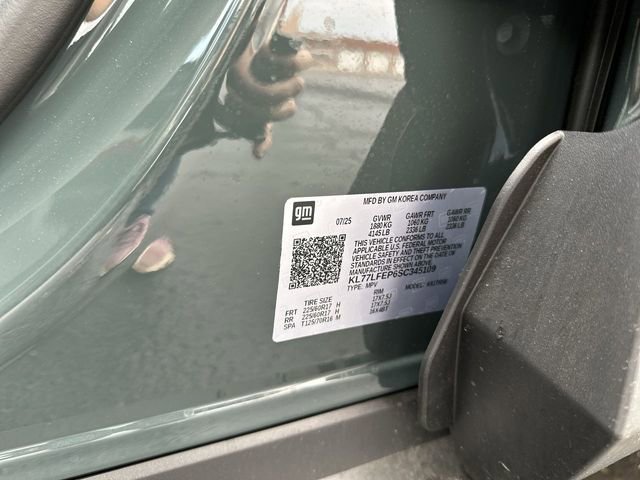 MFD BY GM KOREA COMPANY
gm
07/25 GVWR GAWR FRT GAWR RR
1880 KG 1060 KG 1060 KG
4145 LB 2336 LB 2336 LB
THIS VEHICLE CONFORMS TO ALL
APPLICABLE U.S. FEDERAL MOTOR
VEHICLE SAFETY AND THEFT PREVENTION
STANDARDS IN EFFECT ON THE DATE OF
MANUFACTURE SHOWN ABOVE.
KL77LFEP6SC345109
TYPE: MPV MODEL:
TIRE SIZE RIM
FRT 225/60R17 H 17X7.5J
RR 225/60R17 H 17X7.5J
SPA T125/70R16 M 16X4BT